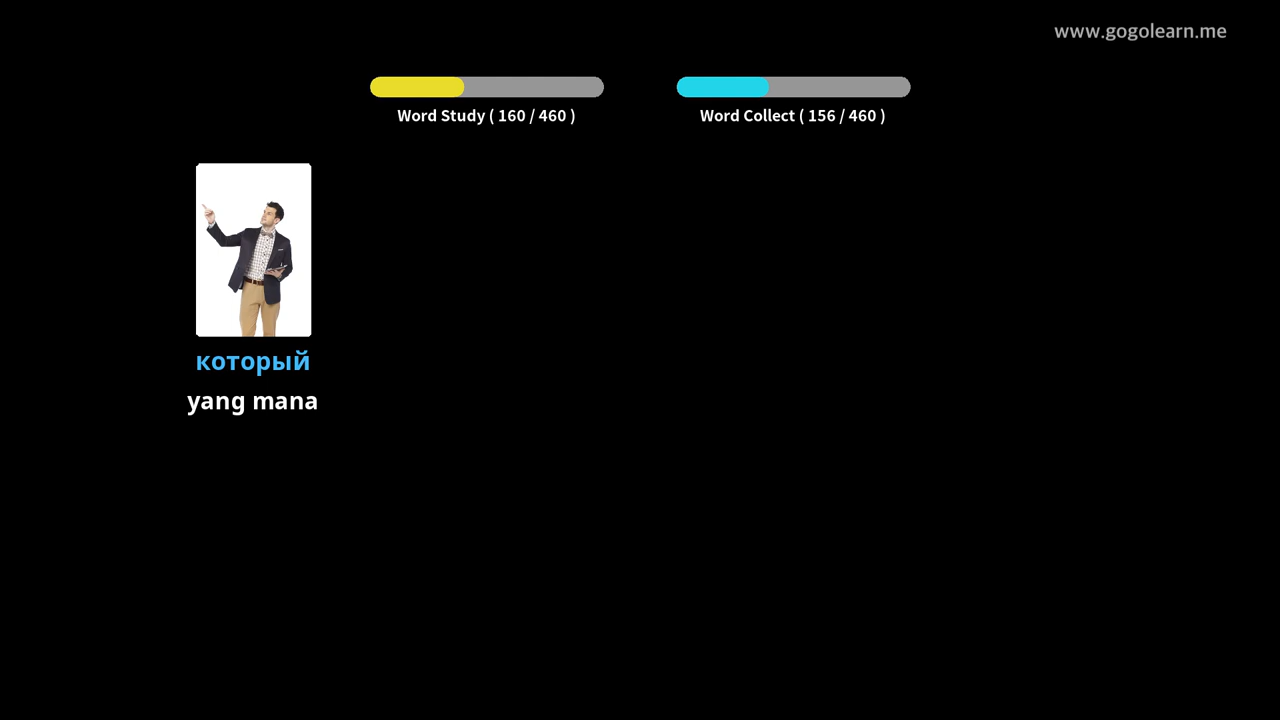 www.gogolearn.me
Word Study ( 160 / 460 )
Word Collect ( 156 / 460 )
который
yang mana